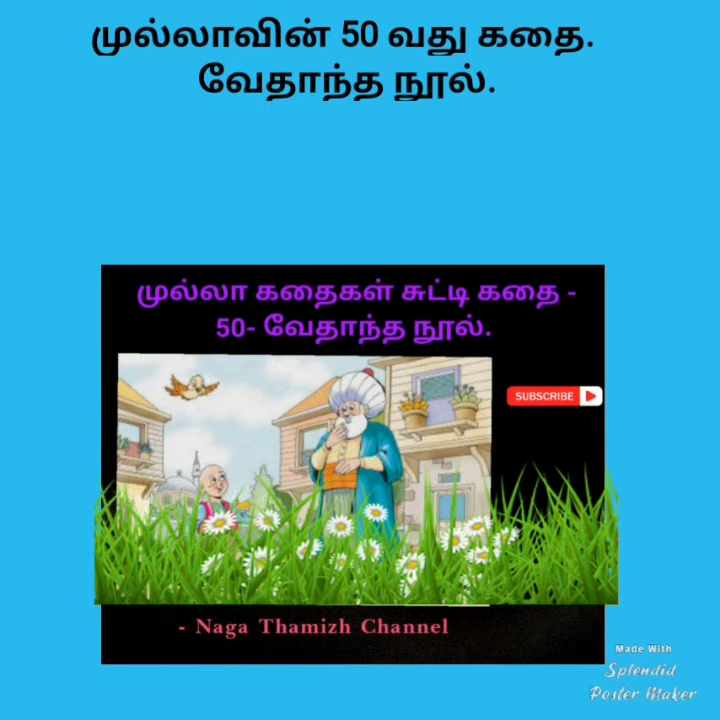 முல்லாவின் 50 வது கதை.
வேதாந்த நூல்.
முல்லா கதைகள் சுட்டி கதை -
50- வேதாந்த நூல்.
SUBSCRIBE
- Naga Thamizh Channel
Made With
Splendid
Poster Maker